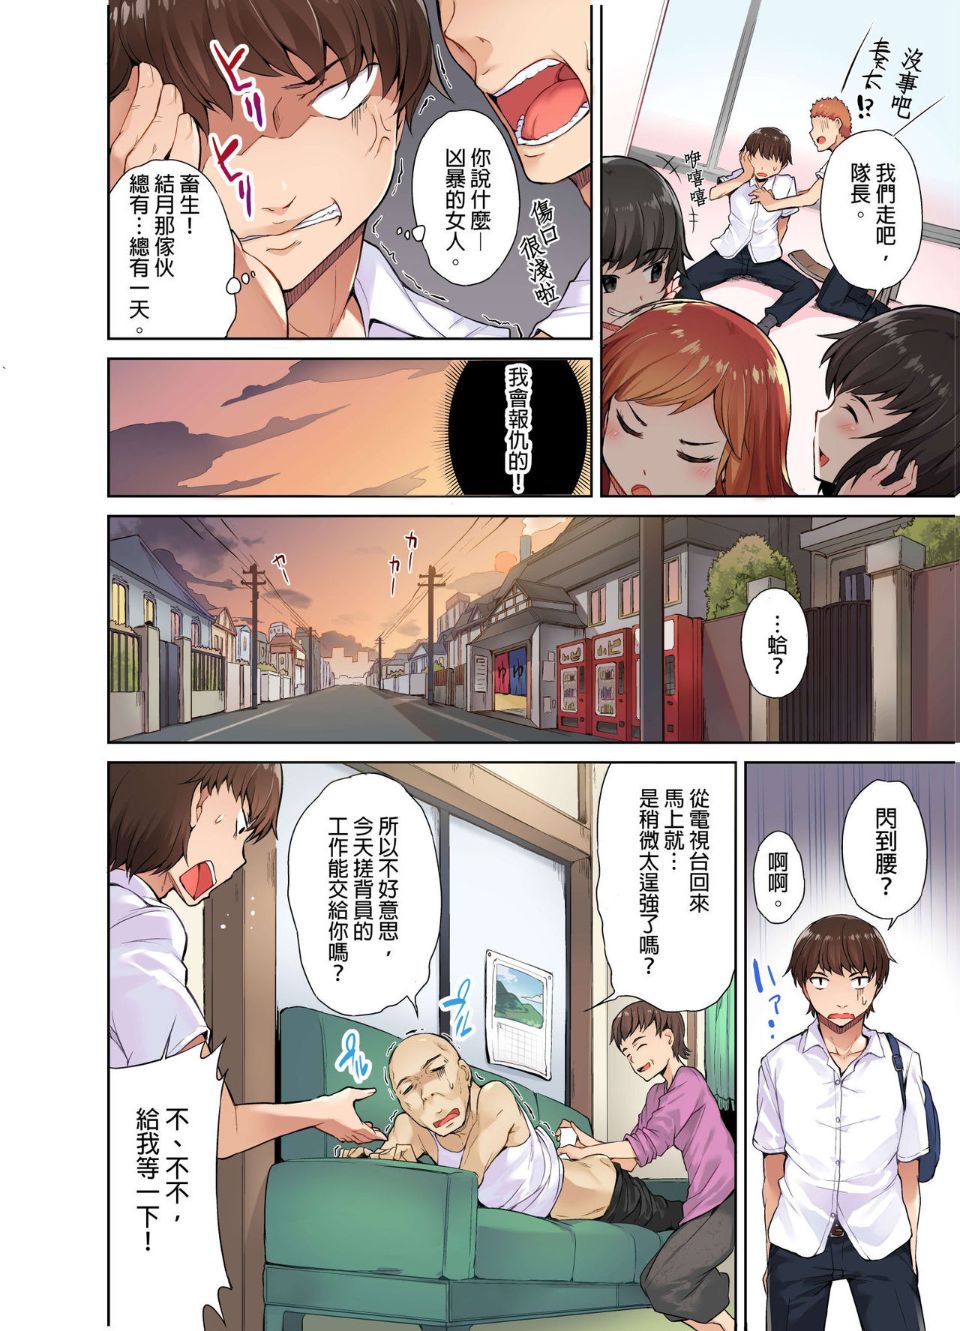 沒事吧
長太!?
我們走吧，
隊長。
咿嘻嘻
你說什麼—
凶暴的女人。
傷口
很淺啦
ヒリ
ヒリ
畜生！
結月那傢伙
總有…總有一天。
我會報仇的！
カー
カー
…蛤？
ゆ
閃到腰？
啊啊。
ハァ…
從電視台回來
馬上就…
是稍微太逞強了嗎？
所以不好意思，
今天搓背員的
工作能交給你嗎？
不、不不，
給我等一下！